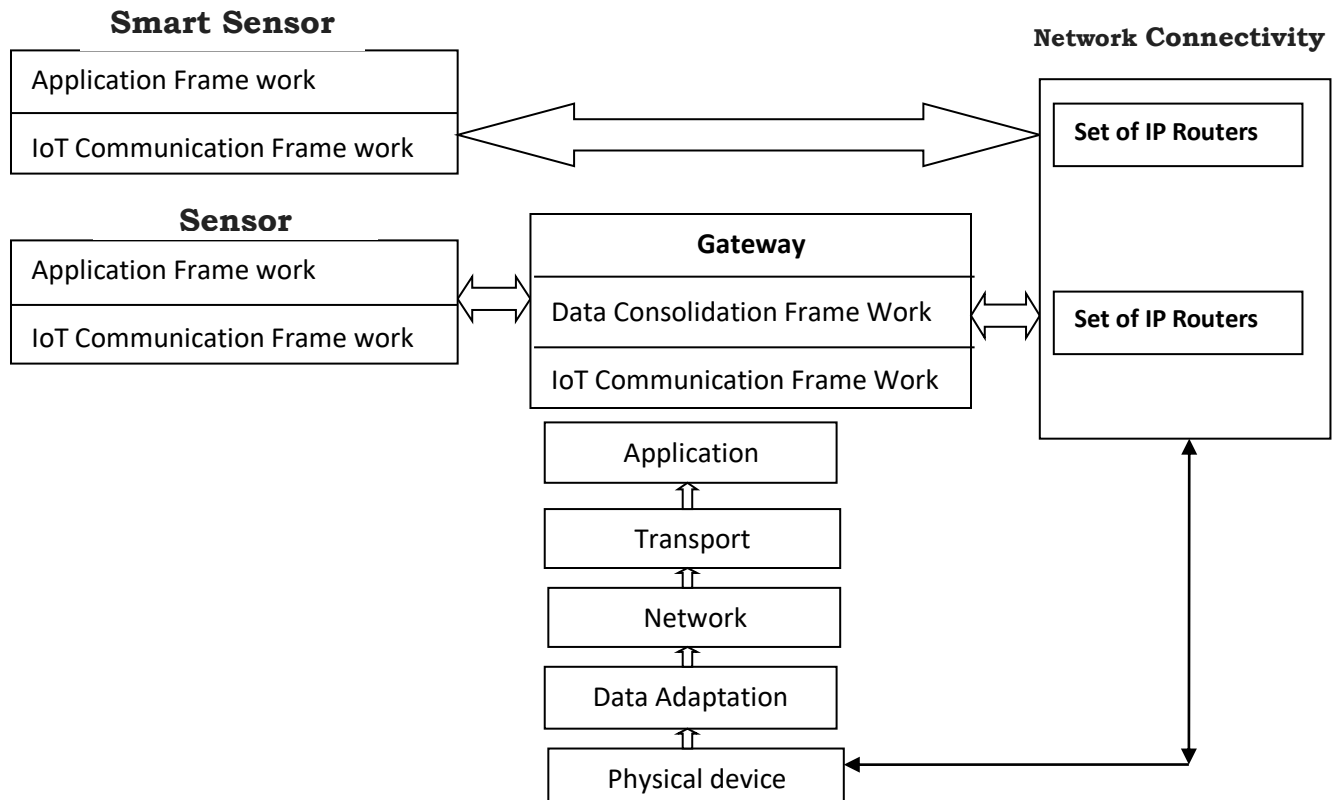 Smart Sensor
Network Connectivity
Application Frame work
IoT Communication Frame work
Set of IP Routers
Sensor
Application Frame work
IoT Communication Frame work
Gateway
Data Consolidation Frame Work
IoT Communication Frame Work
Set of IP Routers
Application
Transport
Network
Data Adaptation
Physical device